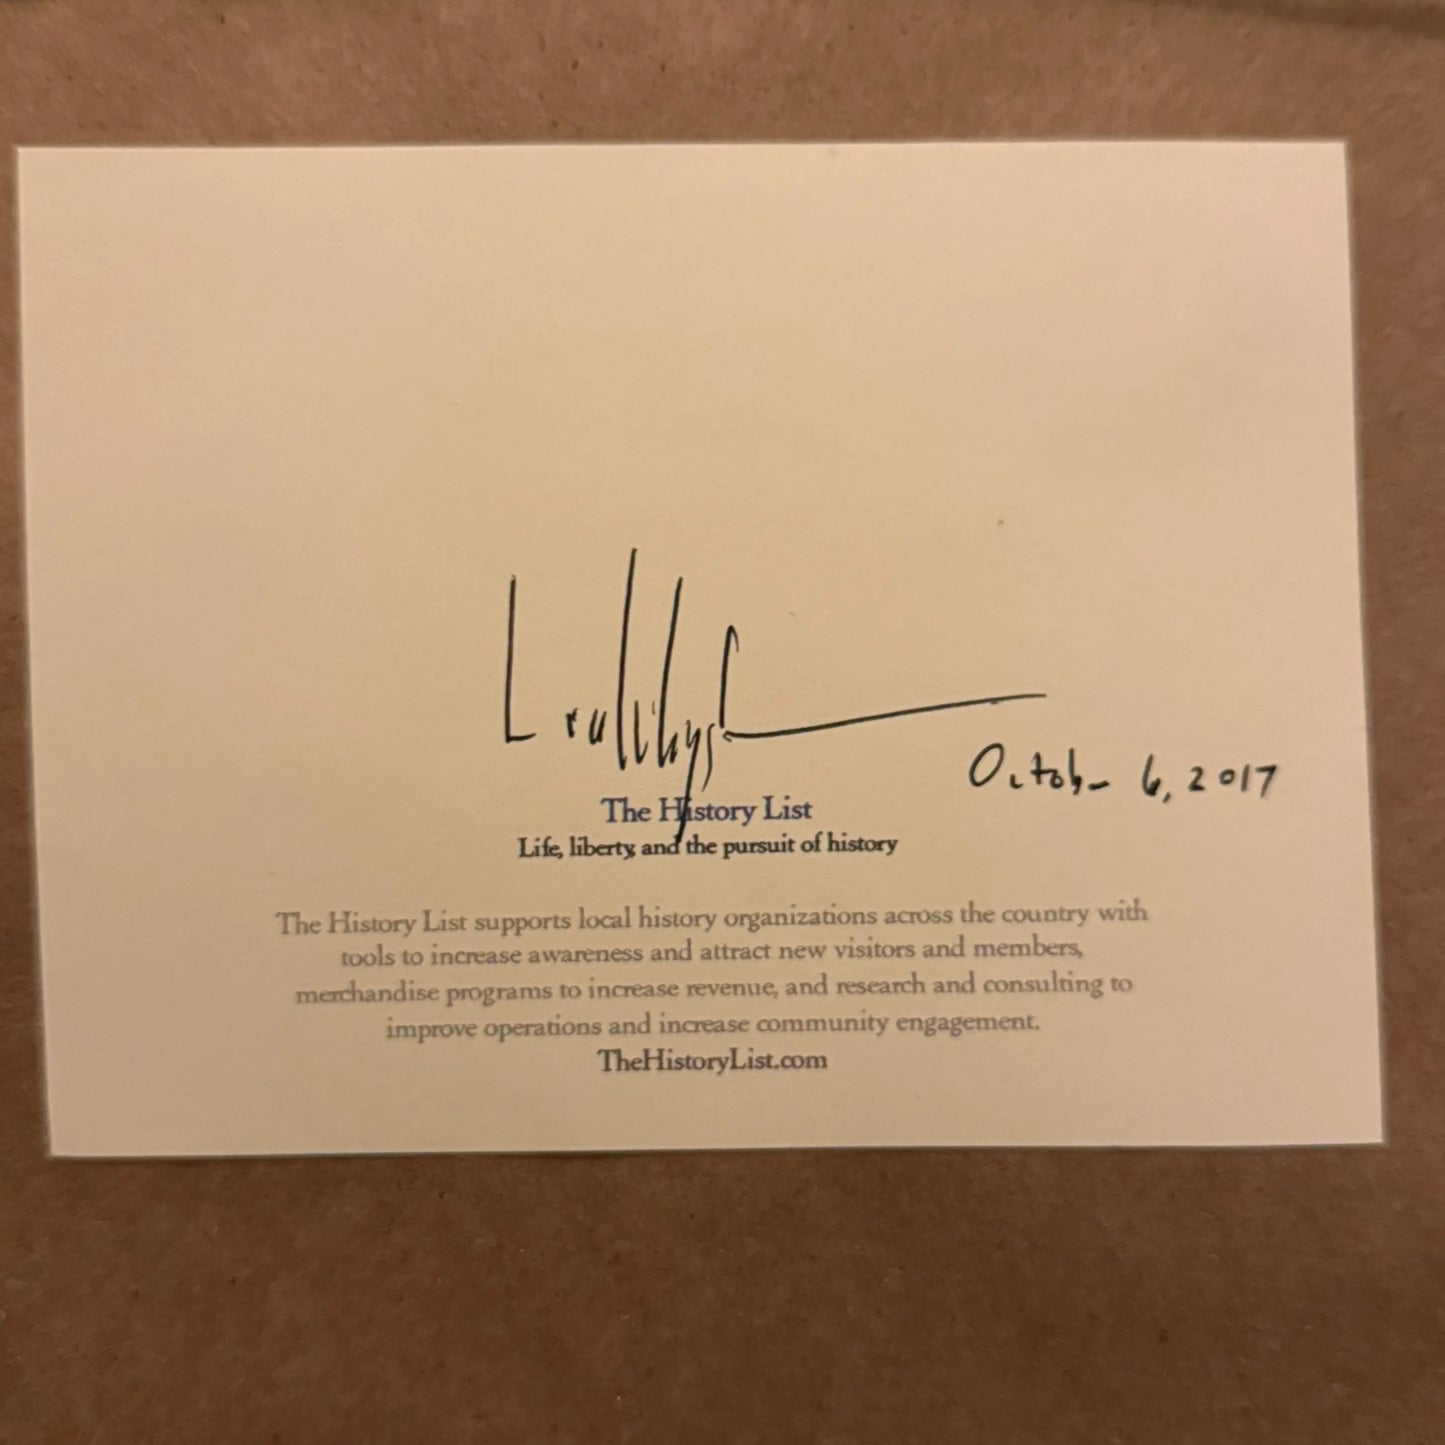 October 6, 2017
The History List
Life, liberty, and the pursuit of history
The History List supports local history organizations across the country with
tools to increase awareness and attract new visitors and members,
merchandise programs to increase revenue, and research and consulting to
improve operations and increase community engagement.
TheHistoryList.com